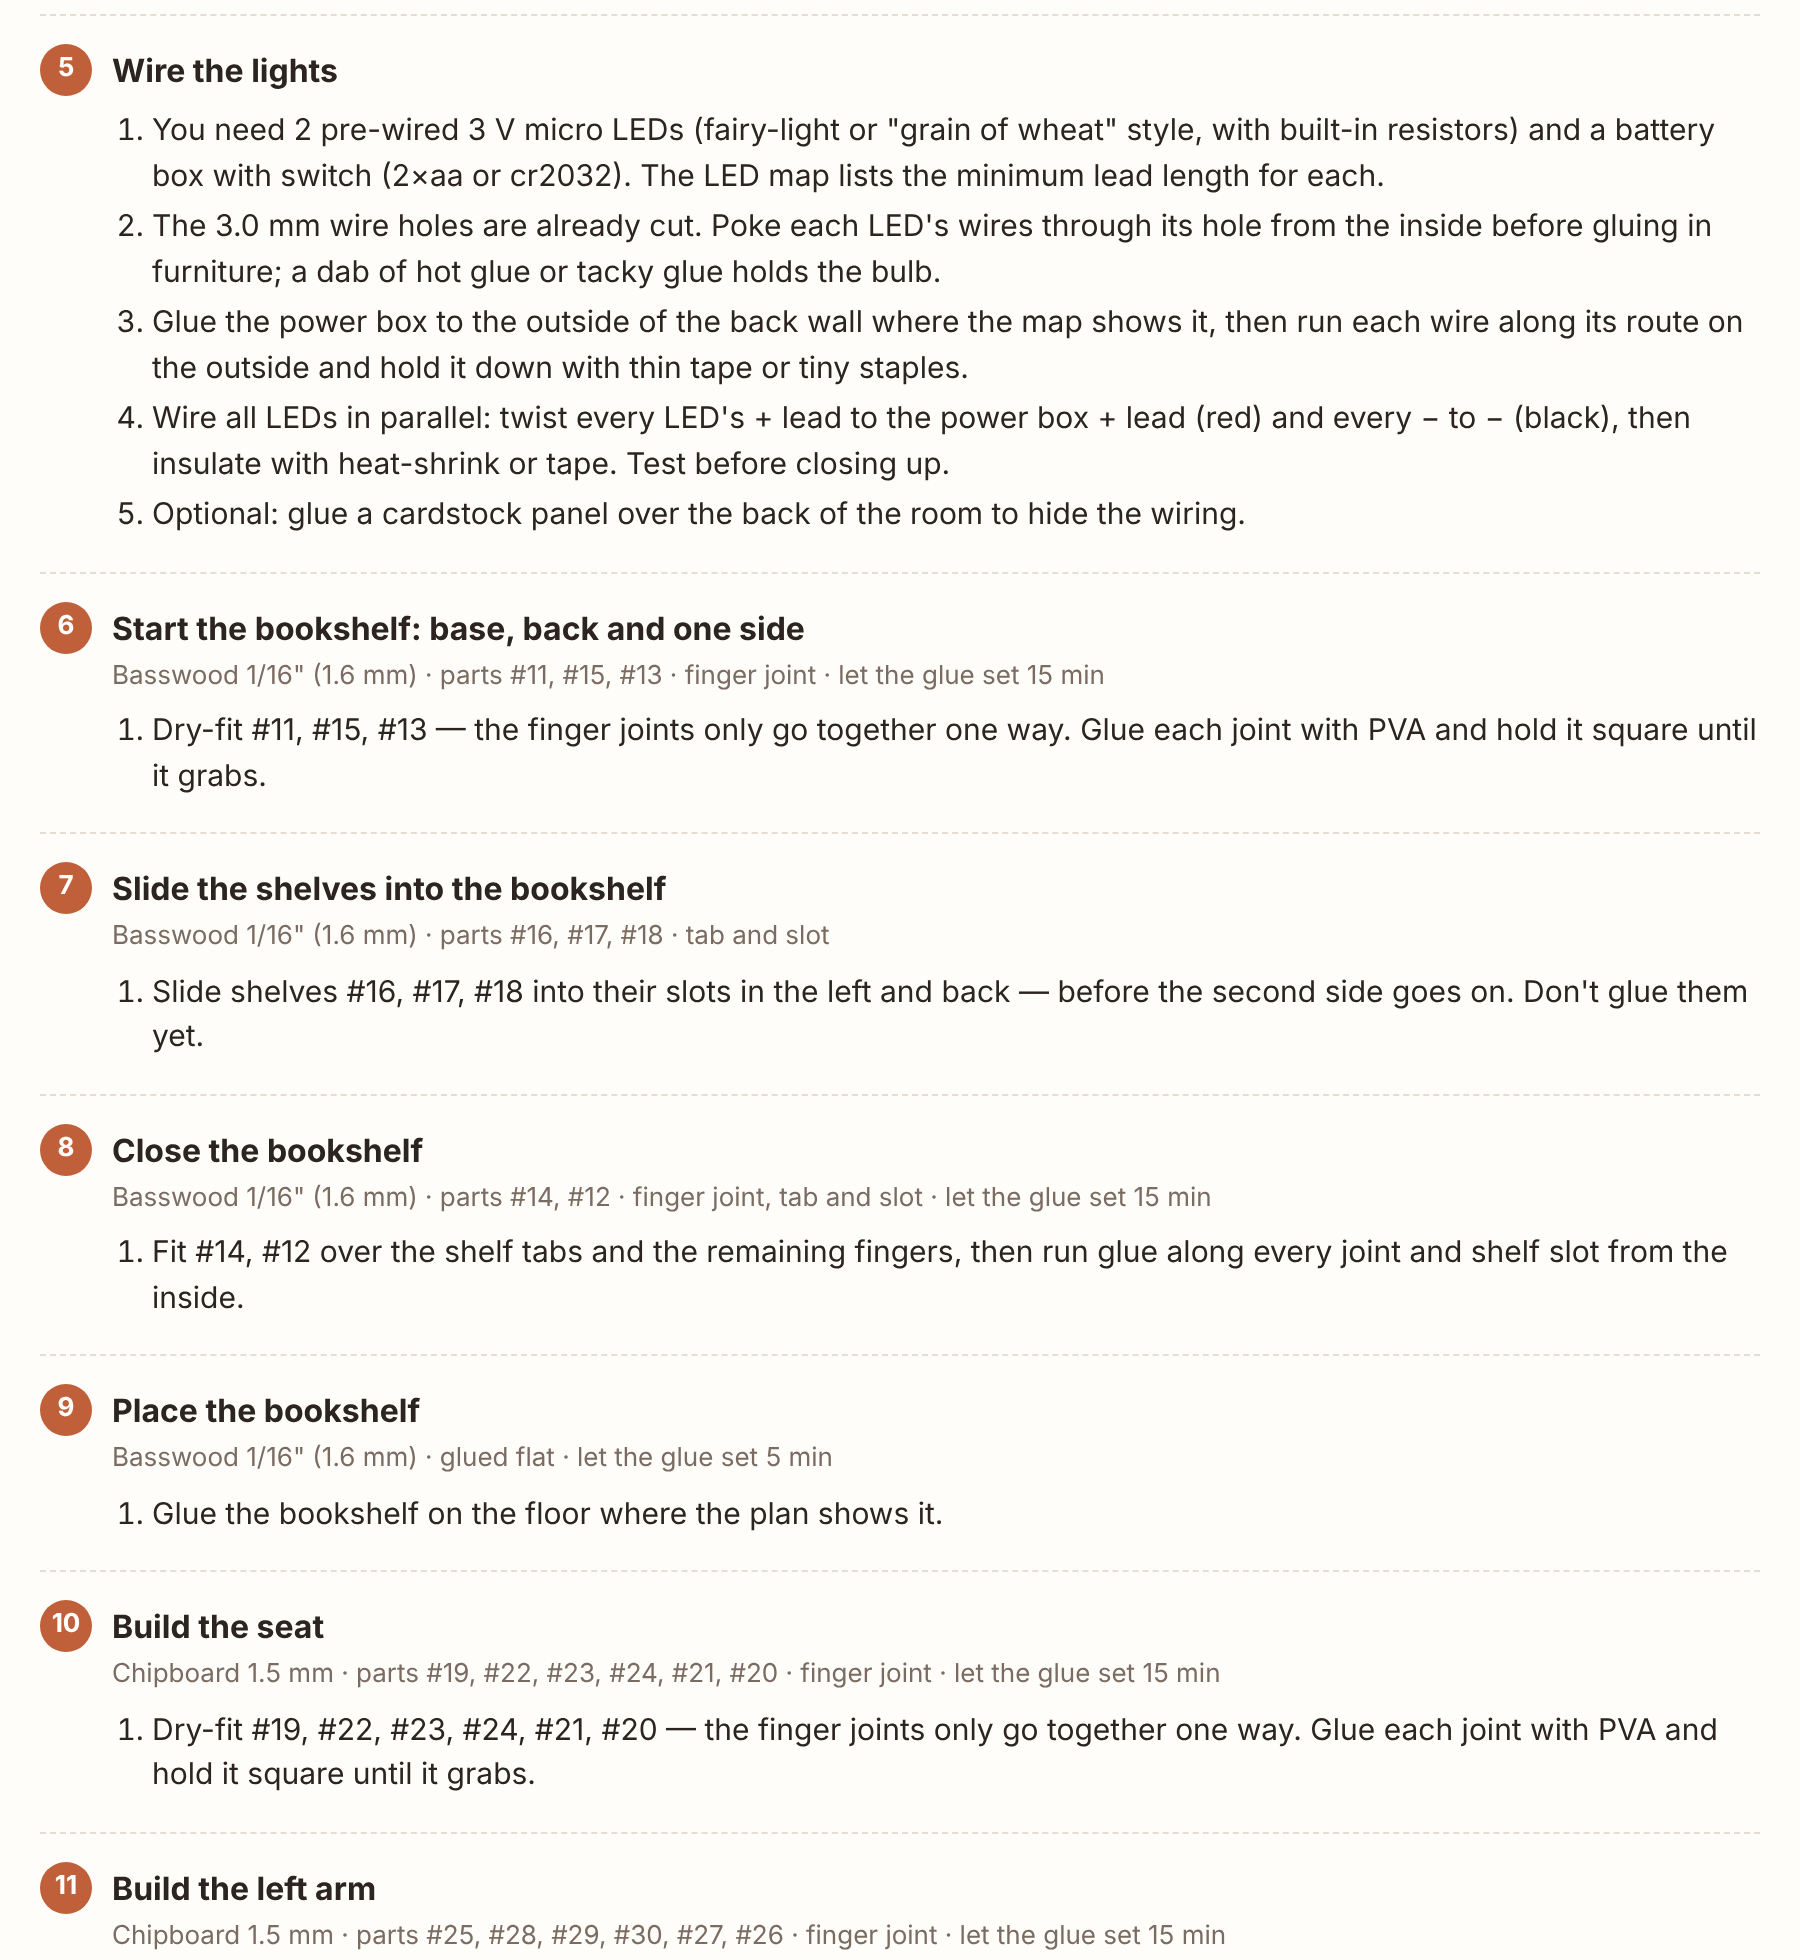 5
Wire the lights
1. You need 2 pre-wired 3 V micro LEDs (fairy-light or "grain of wheat" style, with built-in resistors) and a battery
box with switch (2×aa or cr2032). The LED map lists the minimum lead length for each.
2. The 3.0 mm wire holes are already cut. Poke each LED's wires through its hole from the inside before gluing in
furniture; a dab of hot glue or tacky glue holds the bulb.
3. Glue the power box to the outside of the back wall where the map shows it, then run each wire along its route on
the outside and hold it down with thin tape or tiny staples.
4. Wire all LEDs in parallel: twist every LED's + lead to the power box + lead (red) and every − to − (black), then
insulate with heat-shrink or tape. Test before closing up.
5. Optional: glue a cardstock panel over the back of the room to hide the wiring.
6
Start the bookshelf: base, back and one side
Basswood 1/16" (1.6 mm) · parts #11, #15, #13 · finger joint · let the glue set 15 min
1. Dry-fit #11, #15, #13 — the finger joints only go together one way. Glue each joint with PVA and hold it square until
it grabs.
7
Slide the shelves into the bookshelf
Basswood 1/16" (1.6 mm) · parts #16, #17, #18 · tab and slot
1. Slide shelves #16, #17, #18 into their slots in the left and back — before the second side goes on. Don't glue them
yet.
8
Close the bookshelf
Basswood 1/16" (1.6 mm) · parts #14, #12 · finger joint, tab and slot · let the glue set 15 min
1. Fit #14, #12 over the shelf tabs and the remaining fingers, then run glue along every joint and shelf slot from the
inside.
9
Place the bookshelf
Basswood 1/16" (1.6 mm) · glued flat · let the glue set 5 min
1. Glue the bookshelf on the floor where the plan shows it.
10
Build the seat
Chipboard 1.5 mm · parts #19, #22, #23, #24, #21, #20 · finger joint · let the glue set 15 min
1. Dry-fit #19, #22, #23, #24, #21, #20 — the finger joints only go together one way. Glue each joint with PVA and
hold it square until it grabs.
11
Build the left arm
Chipboard 1.5 mm · parts #25, #28, #29, #30, #27, #26 · finger joint · let the glue set 15 min